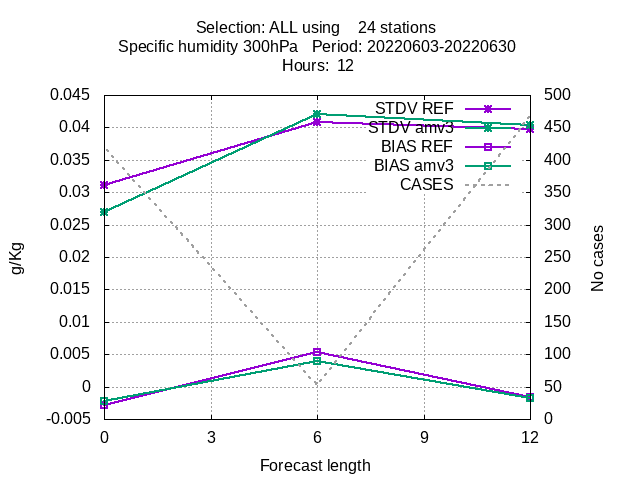 Selection: ALL using    24 stations
Specific humidity 300hPa   Period: 20220603-20220630
Hours:  12
STDV REF
STDV amv3
BIAS REF
BIAS amv3
CASES
0.045
0.04
0.035
0.03
0.025
0.02
0.015
0.01
0.005
0
-0.005
500
450
400
350
300
250
200
150
100
50
0
0 3 6 9 12
g/Kg
No cases
Forecast length